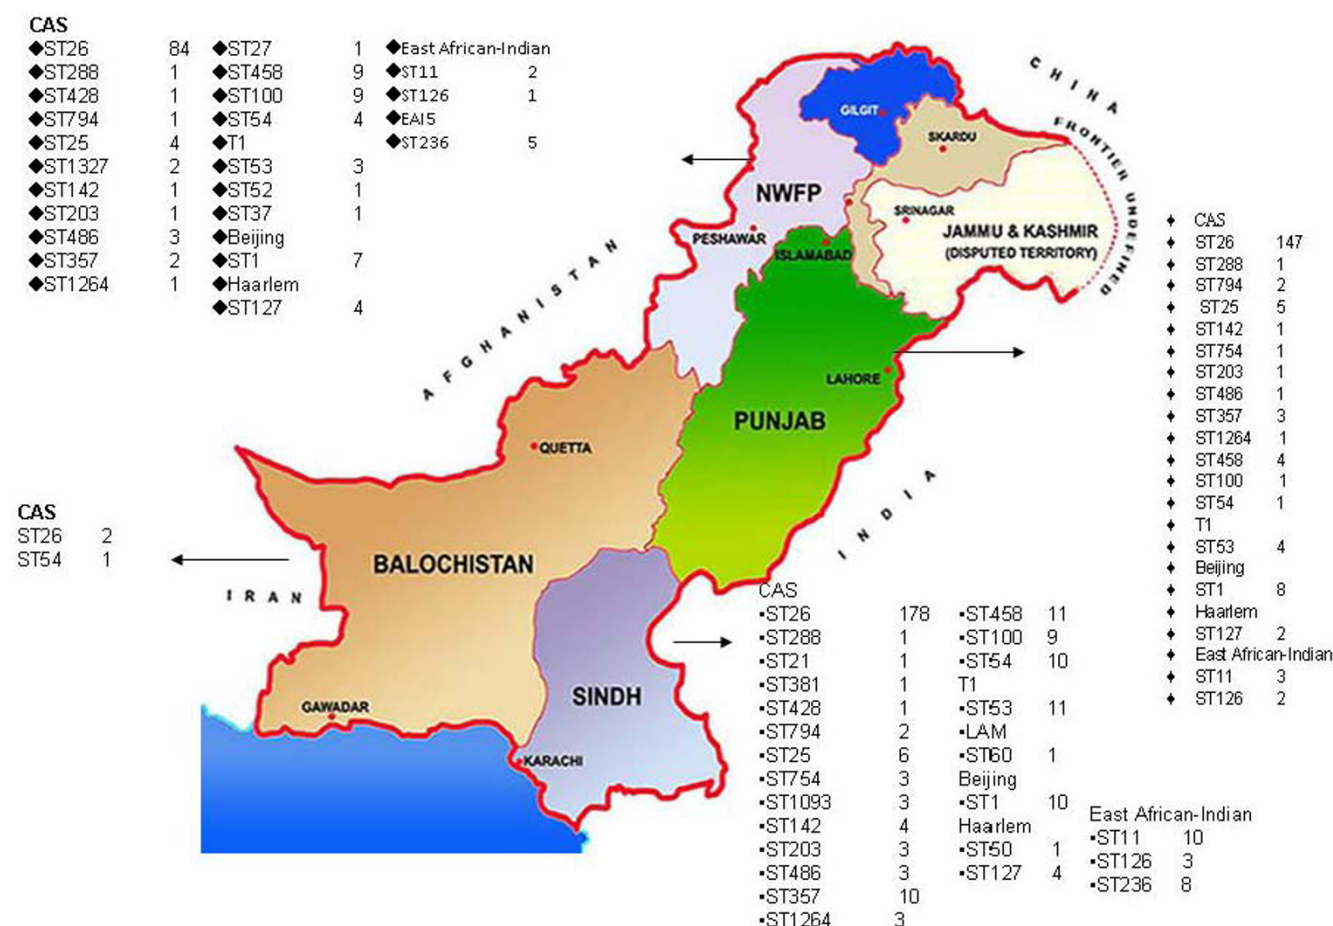 CAS
◆ST26 84
◆ST288 1
◆ST428 1
◆ST794 1
◆ST25 4
◆ST1327 2
◆ST142 1
◆ST203 1
◆ST486 3
◆ST357 2
◆ST1264 1
◆ST27 1
◆ST458 9
◆ST100 9
◆ST54 4
◆T1
◆ST53 3
◆ST52 1
◆ST37 1
◆Beijing
◆ST1 7
◆Haarlem
◆ST127 4
◆East African-Indian
◆ST11 2
◆ST126 1
◆EAI5
◆ST236 5
CHINA
FRONTIER UNDEFINED
GILGIT
SKARDU
NWFP
SRINAGAR
JAMMU & KASHMIR
(DISPUTED TERRITORY)
PESHAWAR
ISLAMABAD
AFGHANISTAN
LAHORE
PUNJAB
QUETTA
INDIA
BALOCHISTAN
IRAN
SINDH
GAWADAR
KARACHI
♦ CAS
♦ ST26 147
♦ ST288 1
♦ ST794 2
♦ ST25 5
♦ ST142 1
♦ ST754 1
♦ ST203 1
♦ ST486 1
♦ ST357 3
♦ ST1264 1
♦ ST458 4
♦ ST100 1
♦ ST54 1
♦ T1
♦ ST53 4
♦ Beijing
♦ ST1 8
♦ Haarlem
♦ ST127 2
♦ East African-Indian
♦ ST11 3
♦ ST126 2
CAS
ST26 2
ST54 1
CAS
▪ST26 178
▪ST288 1
▪ST21 1
▪ST381 1
▪ST428 1
▪ST794 2
▪ST25 6
▪ST754 3
▪ST1093 3
▪ST142 4
▪ST203 3
▪ST486 3
▪ST357 10
▪ST1264 3
▪ST458 11
▪ST100 9
▪ST54 10
T1
▪ST53 11
▪LAM
▪ST60 1
Beijing
▪ST1 10
Haarlem
▪ST50 1
▪ST127 4
East African-Indian
▪ST11 10
▪ST126 3
▪ST236 8